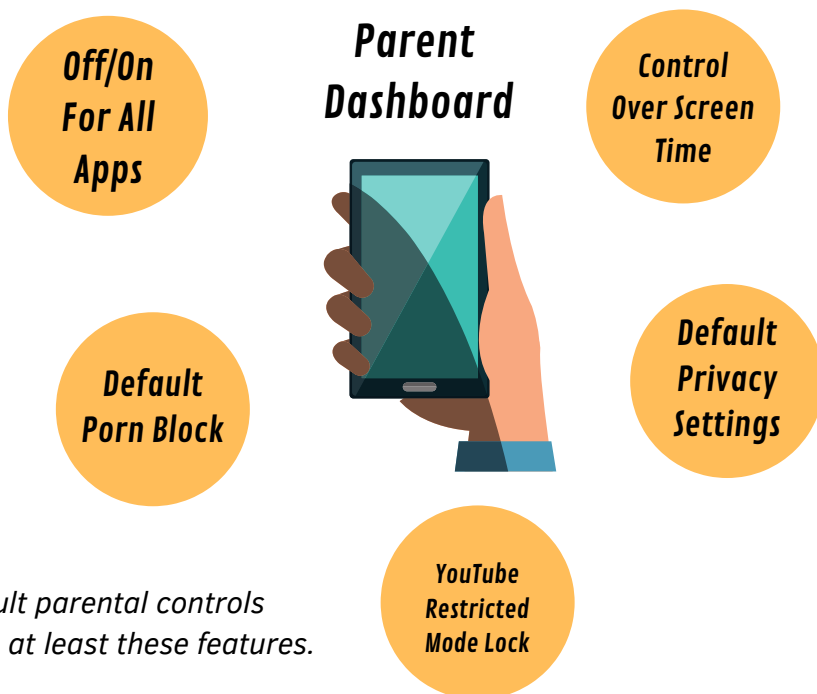 Off/On
For All
Apps
Parent
Dashboard
Control
Over Screen
Time
Default
Porn Block
Default
Privacy
Settings
YouTube
Restricted
Mode Lock
ult parental controls
at least these features.